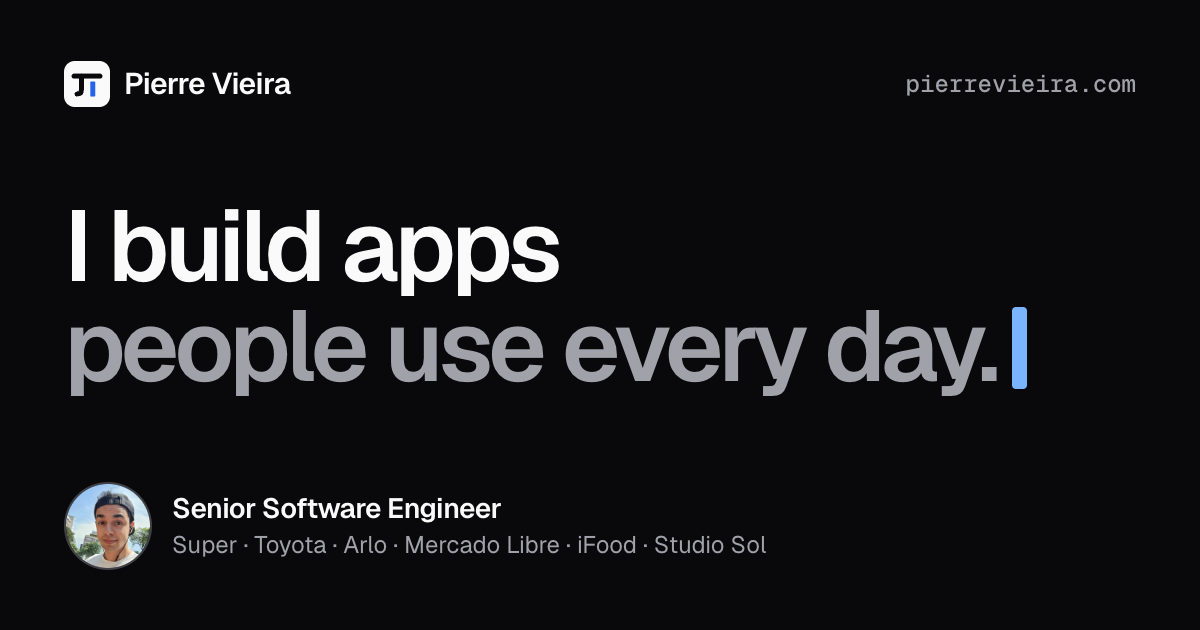 Pierre Vieira
pierrevieira.com
I build apps
people use every day.
Senior Software Engineer
Super · Toyota · Arlo · Mercado Libre · iFood · Studio Sol